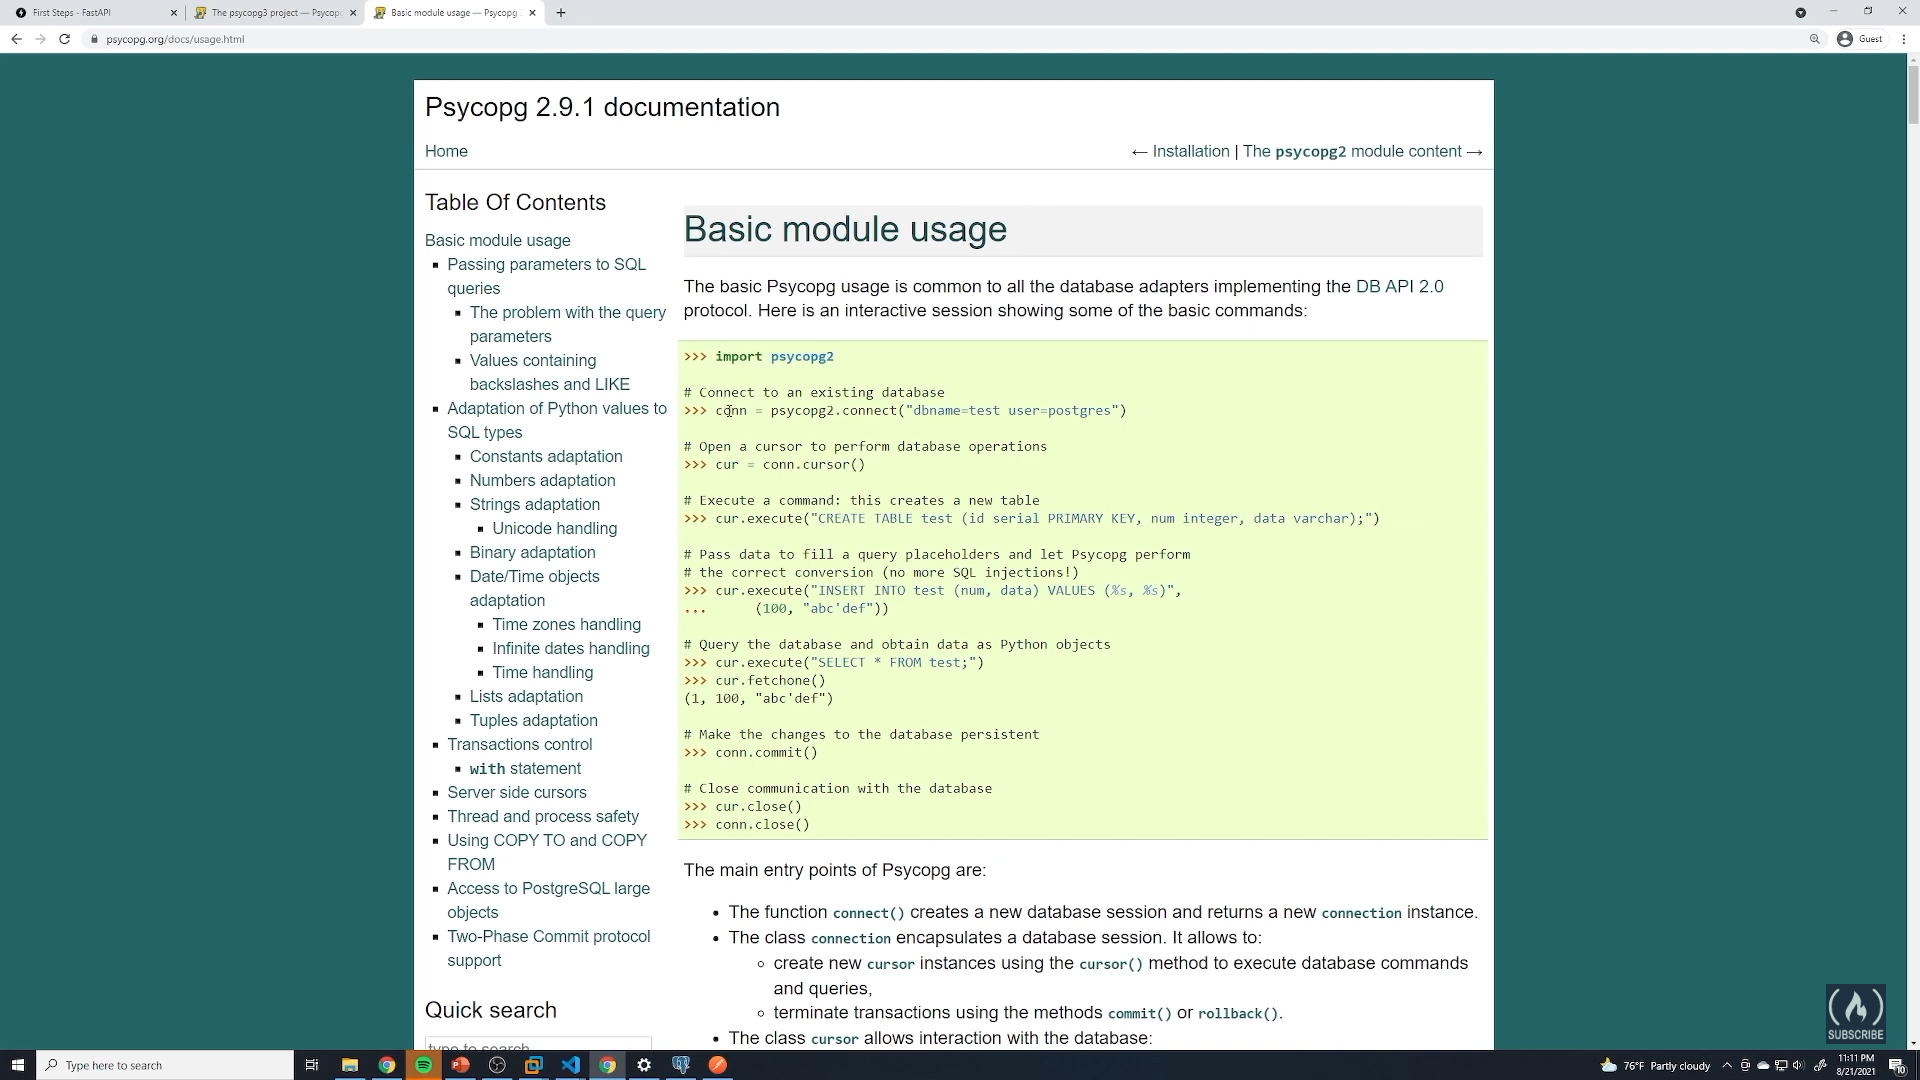 First Steps - FastAPI
The psycopg3 project — Psycopg
Basic module usage — Psycopg
psycopg.org/docs/usage.html
Guest
Psycopg 2.9.1 documentation
Home
← Installation | The psycopg2 module content →
Table Of Contents
Basic module usage
Passing parameters to SQL
queries
The problem with the query
parameters
Values containing
backslashes and LIKE
Adaptation of Python values to
SQL types
Constants adaptation
Numbers adaptation
Strings adaptation
Unicode handling
Binary adaptation
Date/Time objects
adaptation
Time zones handling
Infinite dates handling
Time handling
Lists adaptation
Tuples adaptation
Transactions control
with statement
Server side cursors
Thread and process safety
Using COPY TO and COPY
FROM
Access to PostgreSQL large
objects
Two-Phase Commit protocol
support
Quick search
type to search
Basic module usage
The basic Psycopg usage is common to all the database adapters implementing the DB API 2.0
protocol. Here is an interactive session showing some of the basic commands:
>>> import psycopg2
# Connect to an existing database
>>> conn = psycopg2.connect("dbname=test user=postgres")
# Open a cursor to perform database operations
>>> cur = conn.cursor()
# Execute a command: this creates a new table
>>> cur.execute("CREATE TABLE test (id serial PRIMARY KEY, num integer, data varchar);")
# Pass data to fill a query placeholders and let Psycopg perform
# the correct conversion (no more SQL injections!)
>>> cur.execute("INSERT INTO test (num, data) VALUES (%s, %s)",
...      (100, "abc'def"))
# Query the database and obtain data as Python objects
>>> cur.execute("SELECT * FROM test;")
>>> cur.fetchone()
(1, 100, "abc'def")
# Make the changes to the database persistent
>>> conn.commit()
# Close communication with the database
>>> cur.close()
>>> conn.close()
The main entry points of Psycopg are:
The function connect() creates a new database session and returns a new connection instance.
The class connection encapsulates a database session. It allows to:
create new cursor instances using the cursor() method to execute database commands
and queries,
terminate transactions using the methods commit() or rollback().
The class cursor allows interaction with the database:
SUBSCRIBE
Type here to search
76°F Partly cloudy
11:11 PM
8/21/2021
10